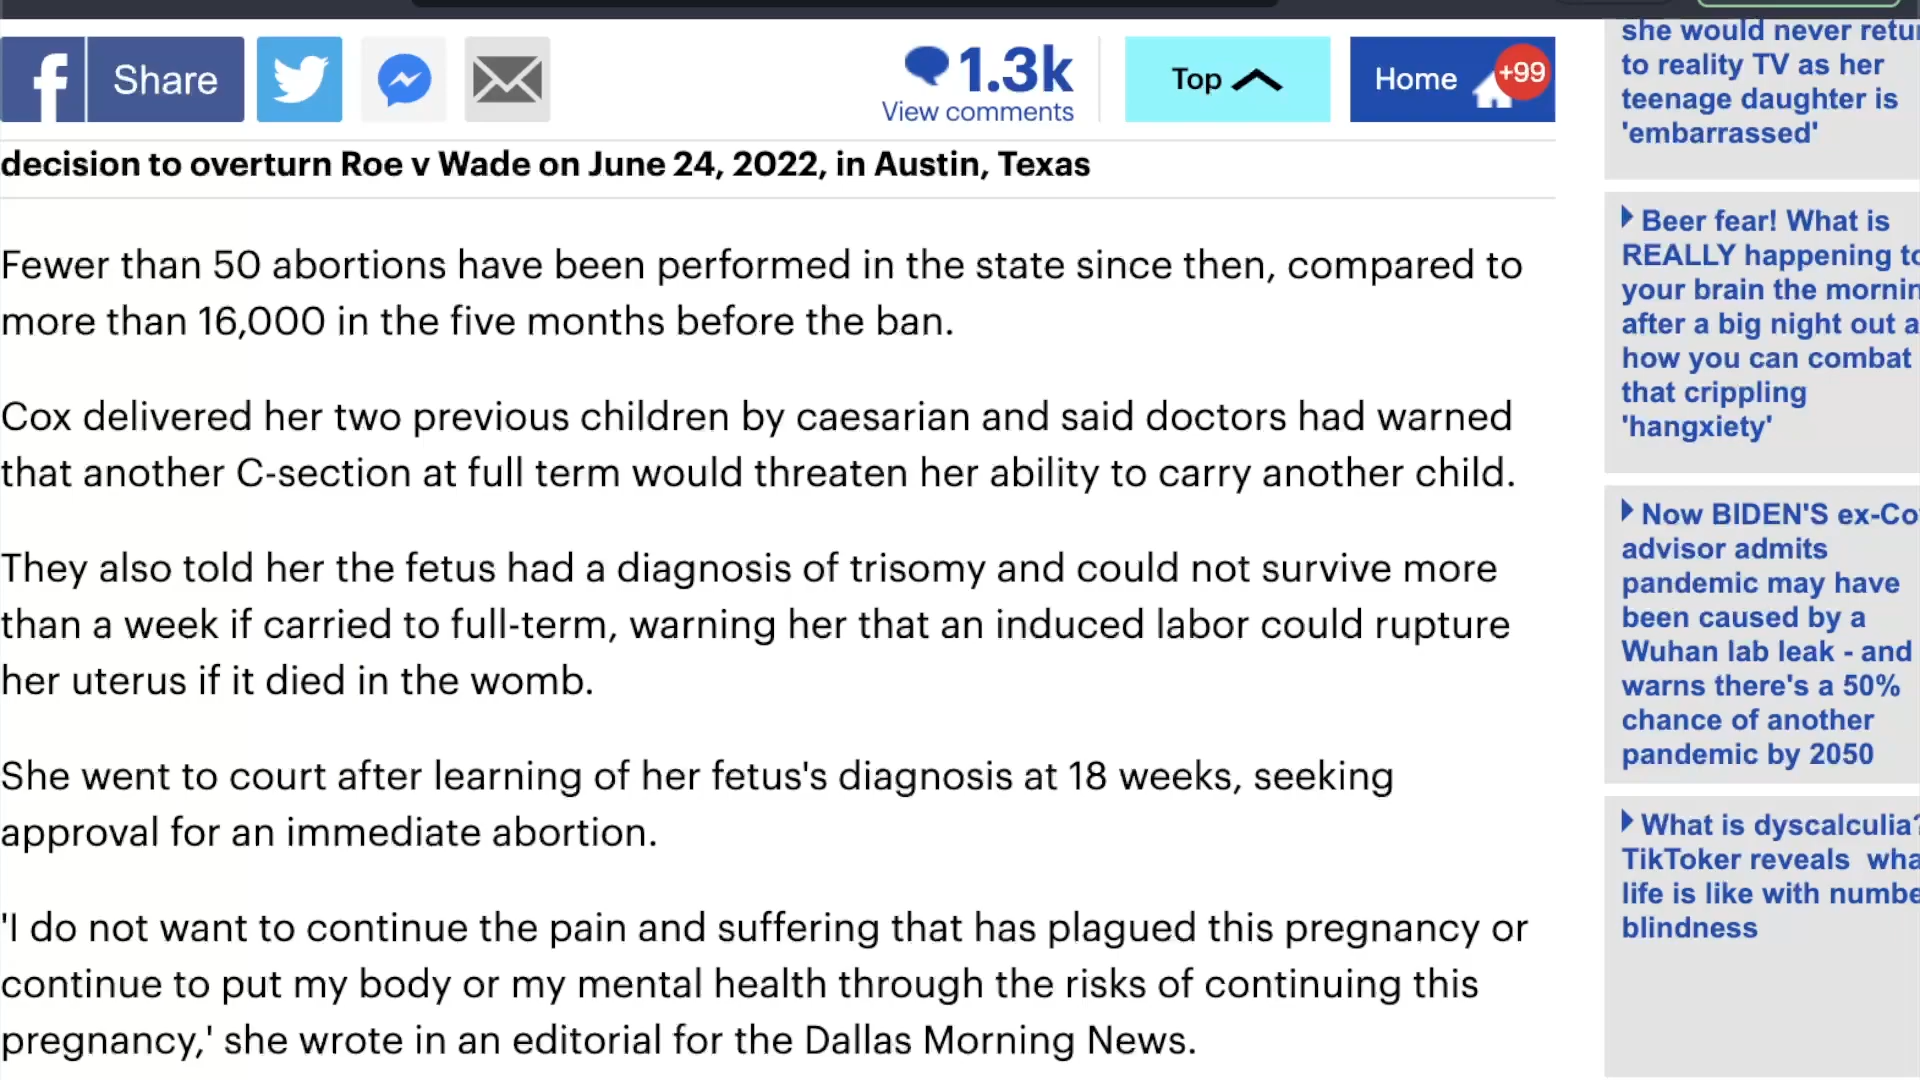 Share
1.3k
View comments
Top
Home
+99
decision to overturn Roe v Wade on June 24, 2022, in Austin, Texas
Fewer than 50 abortions have been performed in the state since then, compared to
more than 16,000 in the five months before the ban.
Cox delivered her two previous children by caesarian and said doctors had warned
that another C-section at full term would threaten her ability to carry another child.
They also told her the fetus had a diagnosis of trisomy and could not survive more
than a week if carried to full-term, warning her that an induced labor could rupture
her uterus if it died in the womb.
She went to court after learning of her fetus's diagnosis at 18 weeks, seeking
approval for an immediate abortion.
'I do not want to continue the pain and suffering that has plagued this pregnancy or
continue to put my body or my mental health through the risks of continuing this
pregnancy,' she wrote in an editorial for the Dallas Morning News.
she would never retu
to reality TV as her
teenage daughter is
'embarrassed'
Beer fear! What is
REALLY happening to
your brain the mornin
after a big night out a
how you can combat
that crippling
'hangxiety'
Now BIDEN'S ex-Co
advisor admits
pandemic may have
been caused by a
Wuhan lab leak - and
warns there's a 50%
chance of another
pandemic by 2050
What is dyscalculia?
TikToker reveals wha
life is like with numbe
blindness